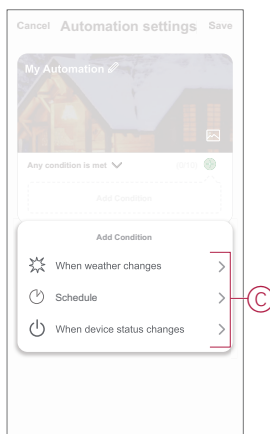 Cancel Automation settings Save
My Automation
Any condition is met
Add Condition
Add Condition
When weather changes
Schedule
When device status changes
C